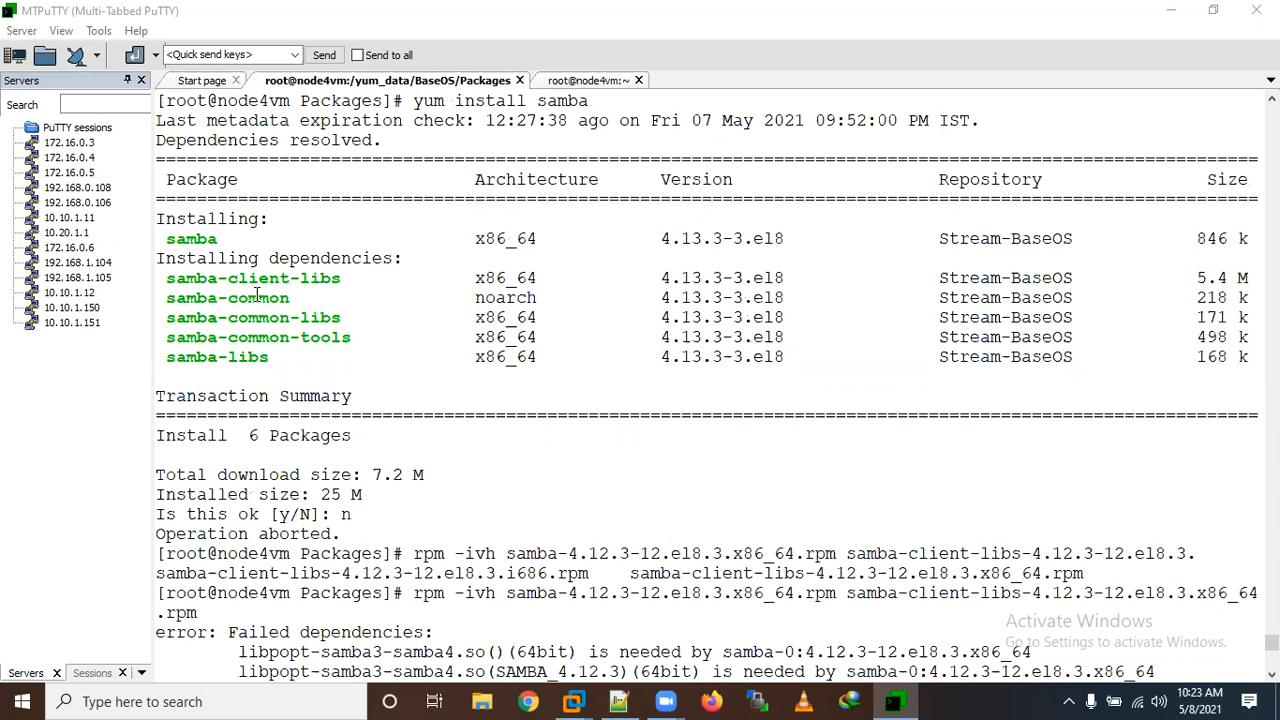 MTPuTTY (Multi-Tabbed PuTTY)
Server View Tools Help
<Quick send keys> Send Send to all
Servers
Start page root@node4vm:/yum_data/BaseOS/Packages root@node4vm:~
Search
PuTTY sessions
172.16.0.3
172.16.0.4
172.16.0.5
192.168.0.108
192.168.0.106
10.10.1.11
10.20.1.1
172.16.0.6
192.168.1.104
192.168.1.105
10.10.1.12
10.10.1.150
10.10.1.151
[root@node4vm Packages]# yum install samba
Last metadata expiration check: 12:27:38 ago on Fri 07 May 2021 09:52:00 PM IST.
Dependencies resolved.
================================================================================
Package Architecture Version Repository Size
================================================================================
Installing:
samba x86_64 4.13.3-3.el8 Stream-BaseOS 846 k
Installing dependencies:
samba-client-libs x86_64 4.13.3-3.el8 Stream-BaseOS 5.4 M
samba-common noarch 4.13.3-3.el8 Stream-BaseOS 218 k
samba-common-libs x86_64 4.13.3-3.el8 Stream-BaseOS 171 k
samba-common-tools x86_64 4.13.3-3.el8 Stream-BaseOS 498 k
samba-libs x86_64 4.13.3-3.el8 Stream-BaseOS 168 k
Transaction Summary
================================================================================
Install 6 Packages
Total download size: 7.2 M
Installed size: 25 M
Is this ok [y/N]: n
Operation aborted.
[root@node4vm Packages]# rpm -ivh samba-4.12.3-12.el8.3.x86_64.rpm samba-client-libs-4.12.3-12.el8.3.
samba-client-libs-4.12.3-12.el8.3.i686.rpm samba-client-libs-4.12.3-12.el8.3.x86_64.rpm
[root@node4vm Packages]# rpm -ivh samba-4.12.3-12.el8.3.x86_64.rpm samba-client-libs-4.12.3-12.el8.3.x86_64
.rpm
error: Failed dependencies:
libpopt-samba3-samba4.so()(64bit) is needed by samba-0:4.12.3-12.el8.3.x86_64
libpopt-samba3-samba4.so(SAMBA_4.12.3)(64bit) is needed by samba-0:4.12.3-12.el8.3.x86_64
Activate Windows
Go to Settings to activate Windows.
Servers Sessions
Type here to search
10:23 AM
5/8/2021